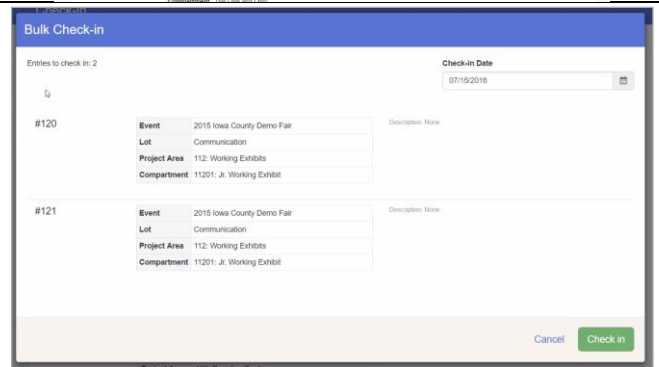 Check-in
Bulk Check-in
Entries to check in: 2
Check-in Date
07/15/2016
#120
Event 2015 Iowa County Demo Fair
Description: None
Lot Communication
Project Area 112: Working Exhibits
Compartment 11201: Jr. Working Exhibit
#121
Event 2015 Iowa County Demo Fair
Description: None
Lot Communication
Project Area 112: Working Exhibits
Compartment 11201: Jr. Working Exhibit
Cancel Check in